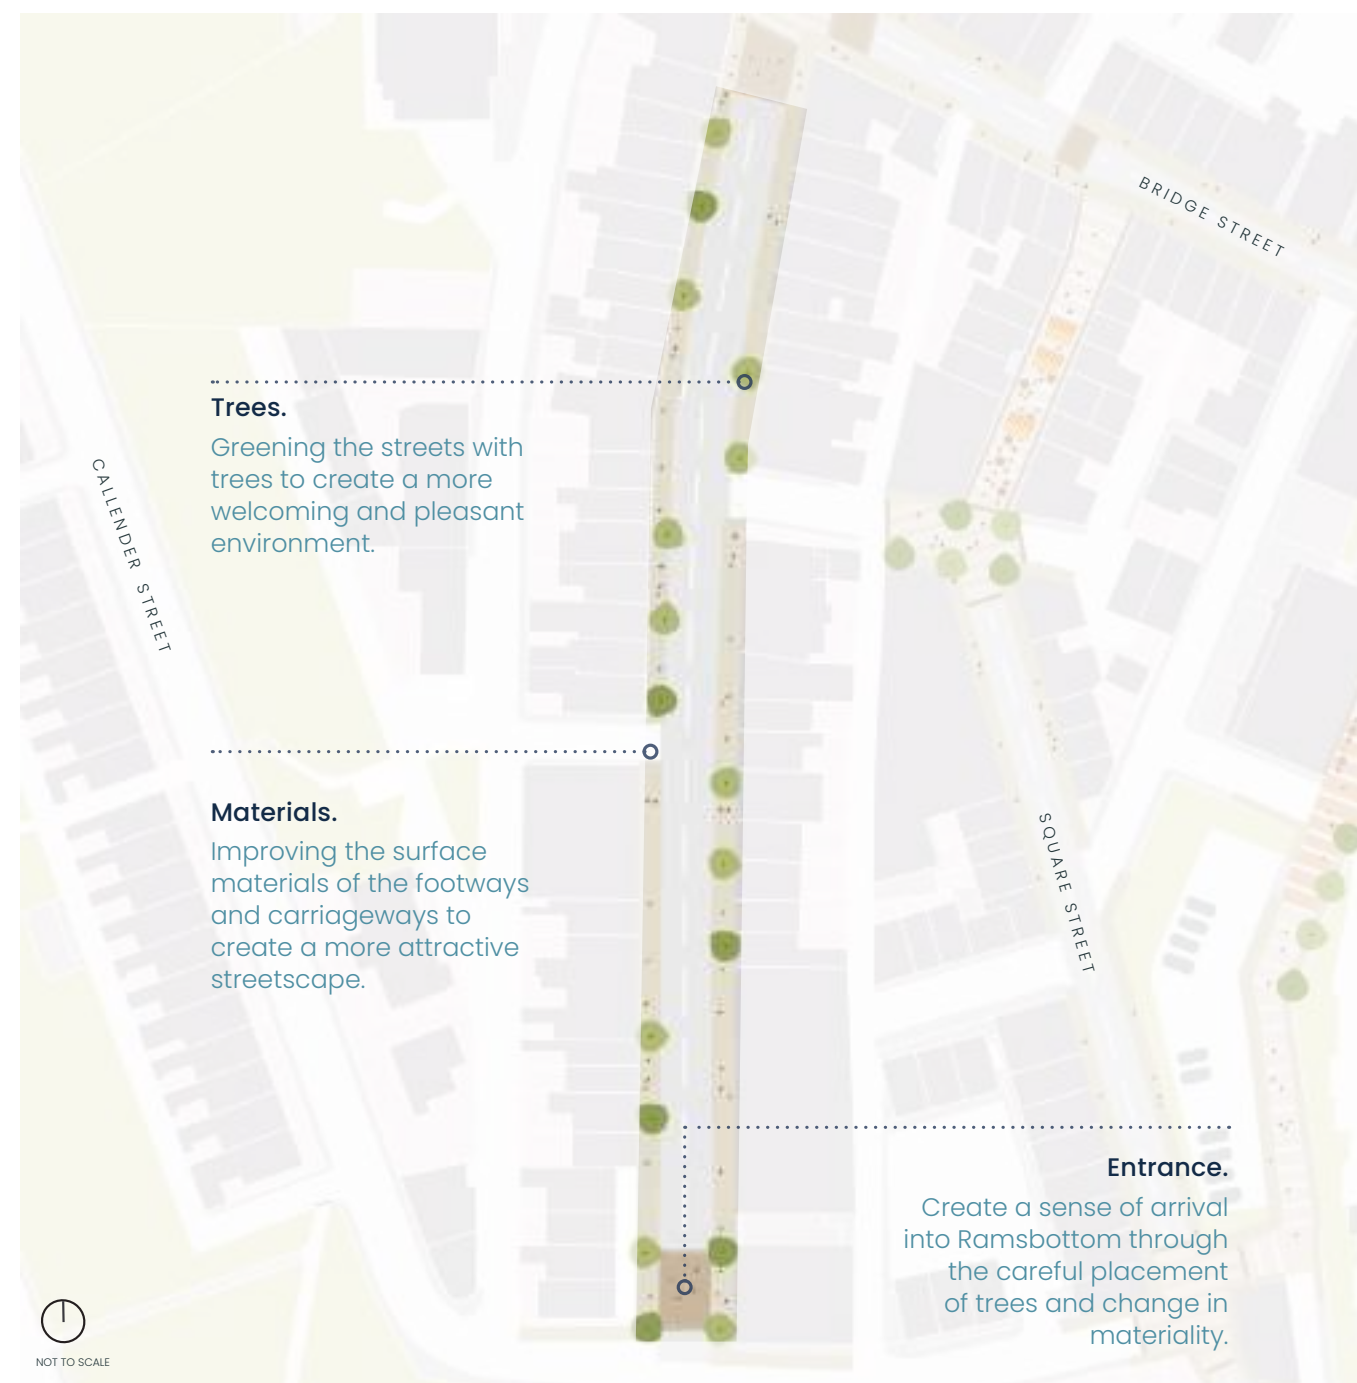 BRIDGE STREET
Trees.
Greening the streets with
trees to create a more
welcoming and pleasant
environment.
CALLENDER STREET
Materials.
Improving the surface
materials of the footways
and carriageways to
create a more attractive
streetscape.
SQUARE STREET
Entrance.
Create a sense of arrival
into Ramsbottom through
the careful placement
of trees and change in
materiality.
NOT TO SCALE